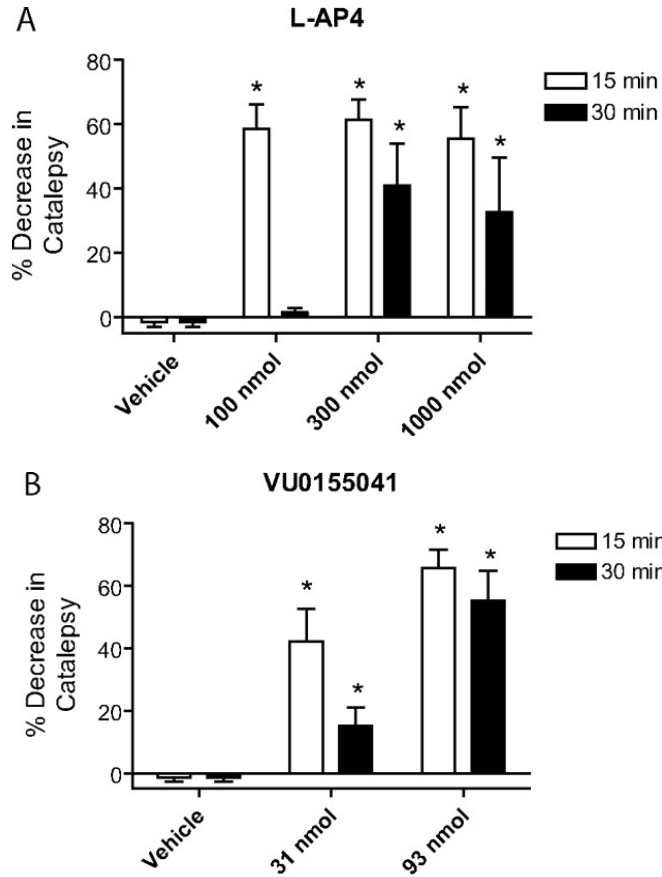 A
L-AP4
% Decrease in
Catalepsy
80
60
40
20
0
* * * * *
15 min
30 min
Vehicle
100 nmol
300 nmol
1000 nmol
B
VU0155041
% Decrease in
Catalepsy
80
60
40
20
0
* * * *
15 min
30 min
Vehicle
31 nmol
93 nmol